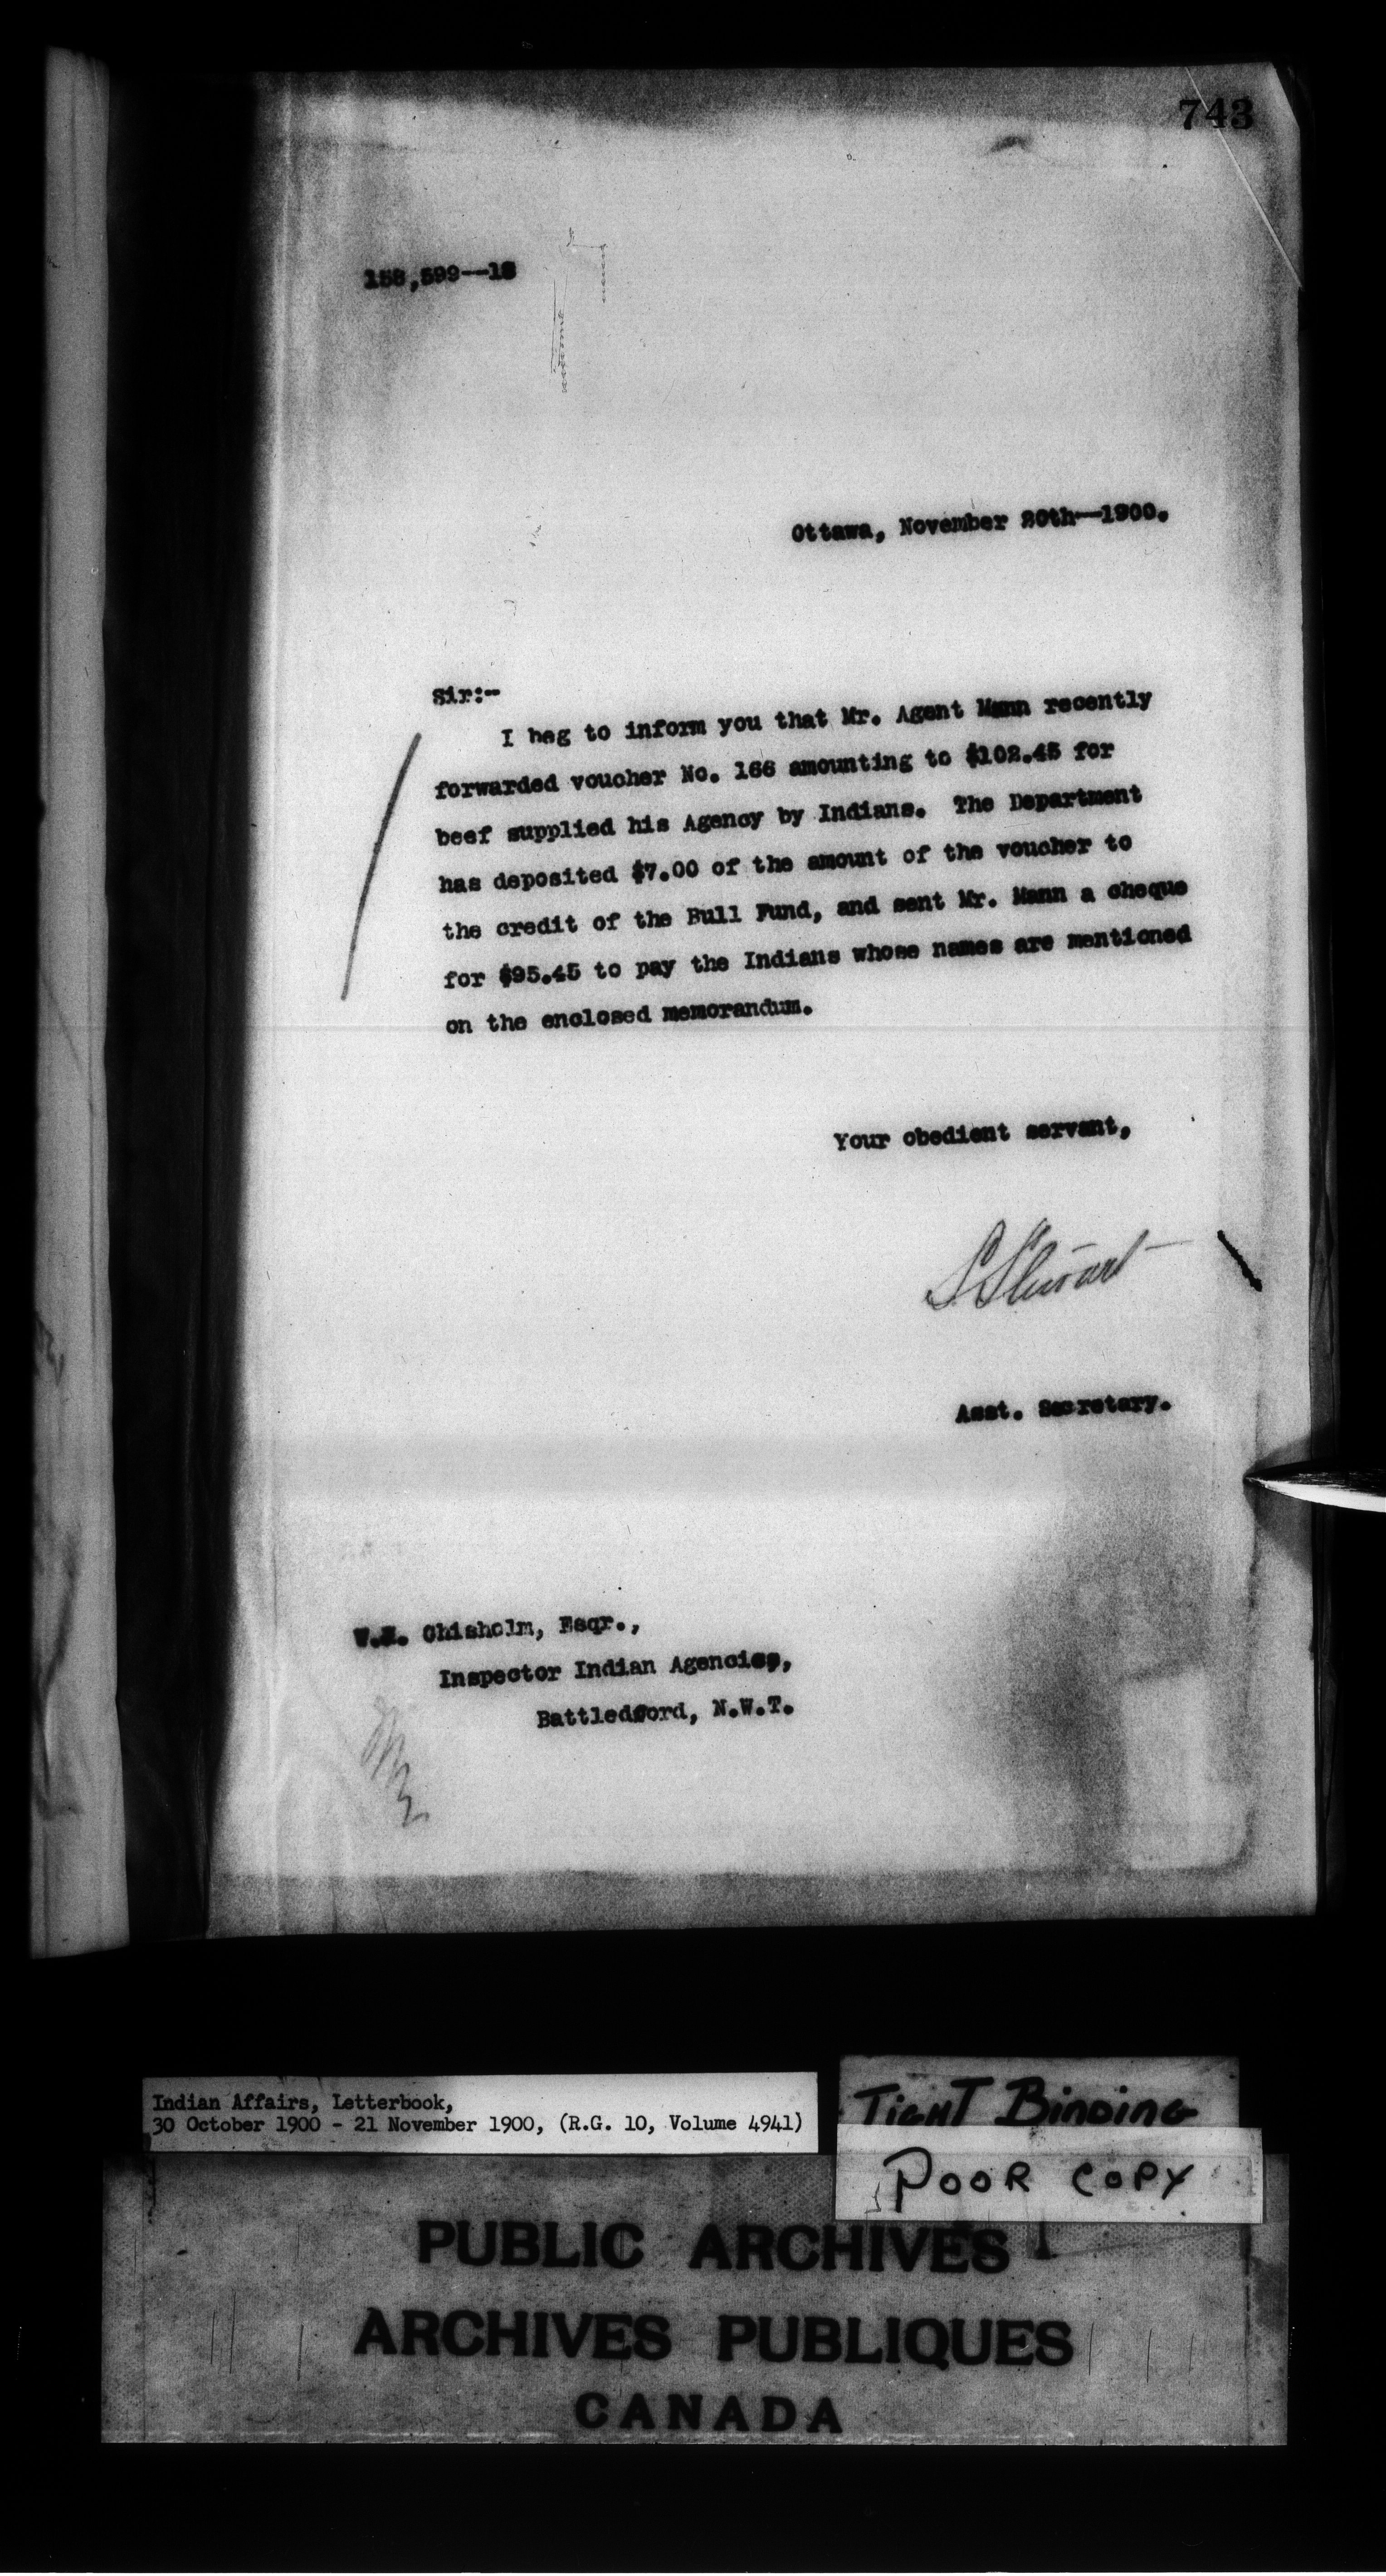 743
158,599--18
Ottawa, November 20th--1900.
Sir:--
I beg to inform you that Mr. Agent Mann recently
forwarded voucher No. 166 amounting to $102.45 for
beef supplied his Agency by Indians. The Department
has deposited $7.00 of the amount of the voucher to
the credit of the Bull Fund, and sent Mr. Mann a cheque
for $95.45 to pay the Indians whose names are mentioned
on the enclosed memorandum.
Your obedient servant,
S Stewart
Asst. Secretary.
Chisholm, Esqr.,
Inspector Indian Agencies,
Battledford, N.W.T.
Indian Affairs, Letterbook,
30 October 1900 - 21 November 1900, (R.G. 10, Volume 4941)
TIGHT BINDING
POOR COPY
PUBLIC ARCHIVES
ARCHIVES PUBLIQUES
CANADA